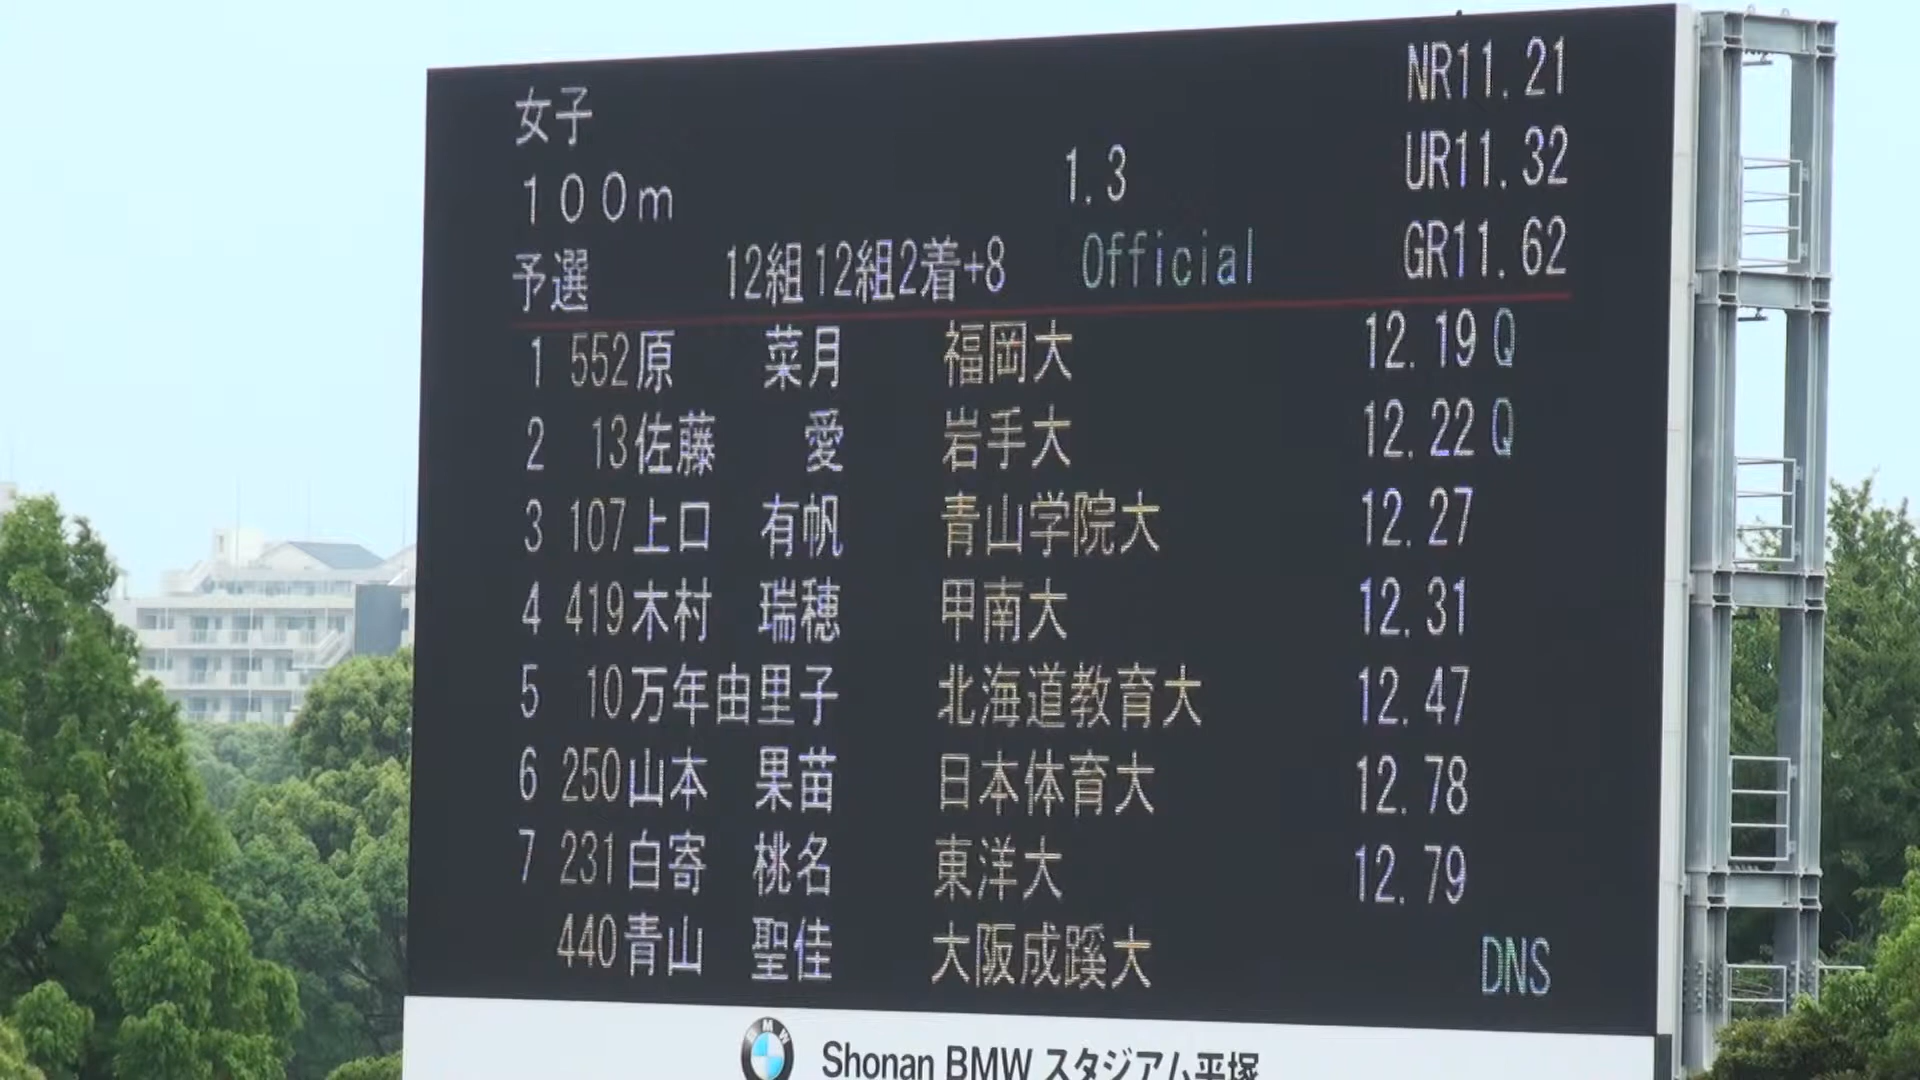 女子 NR11.21
100m 1.3 UR11.32
予選 12組12組2着+8 Official GR11.62
1 552原 菜月 福岡大 12.19 Q
2 13佐藤 愛 岩手大 12.22 Q
3 107上口 有帆 青山学院大 12.27
4 419木村 瑞穂 甲南大 12.31
5 10万年由里子 北海道教育大 12.47
6 250山本 果苗 日本体育大 12.78
7 231白寄 桃名 東洋大 12.79
440青山 聖佳 大阪成蹊大 DNS
BMW Shonan BMW スタジアム平塚